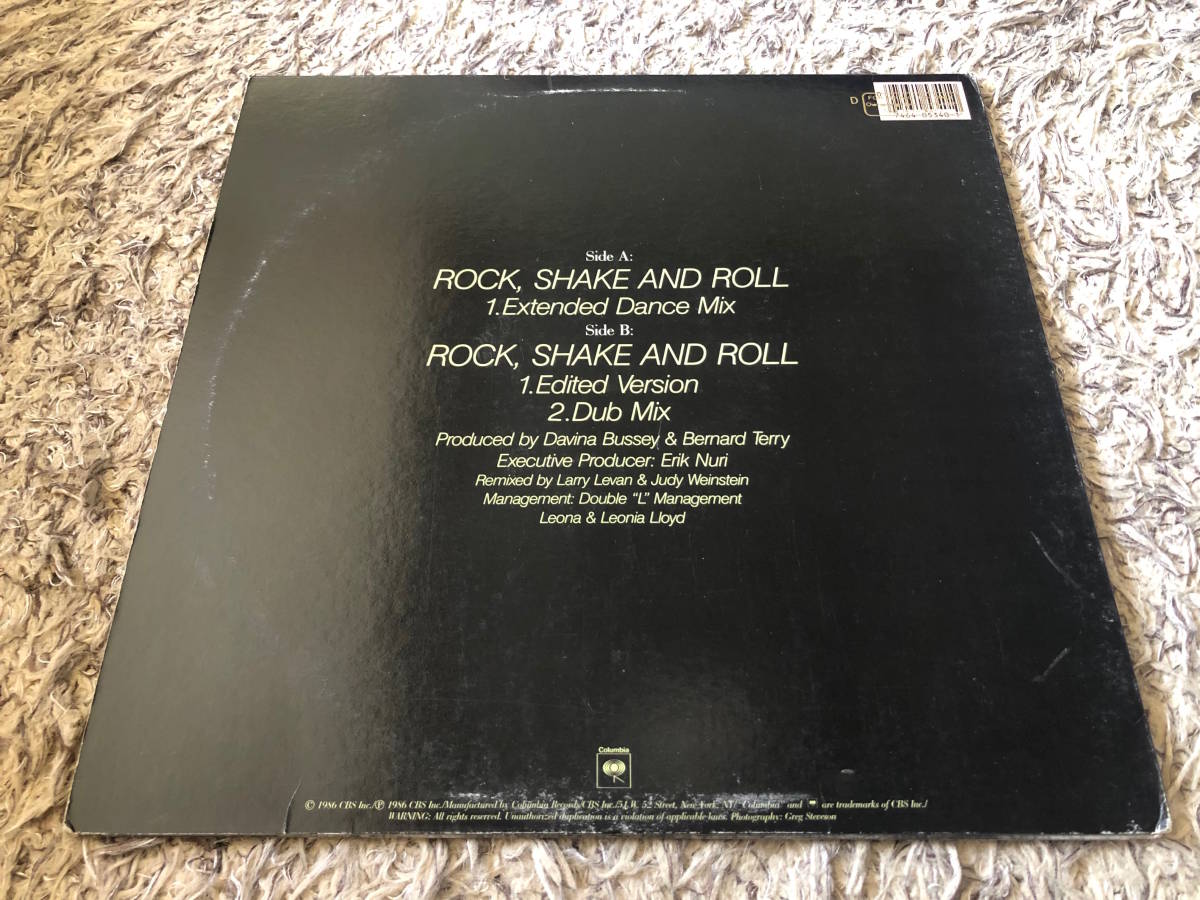 D
7464 05340-1
Side A:
ROCK, SHAKE AND ROLL
1.Extended Dance Mix
Side B:
ROCK, SHAKE AND ROLL
1.Edited Version
2.Dub Mix
Produced by Davina Bussey & Bernard Terry
Executive Producer: Erik Nuri
Remixed by Larry Levan & Judy Weinstein
Management: Double “L” Management
Leona & Leonia Lloyd
Columbia
© 1986 CBS Inc./℗ 1986 CBS Inc./Manufactured by Columbia Records/CBS Inc./51 W. 52 Street, New York, NY/"Columbia" and are trademarks of CBS Inc./
WARNING: All rights reserved. Unauthorized duplication is a violation of applicable laws. Photography: Greg Steveson